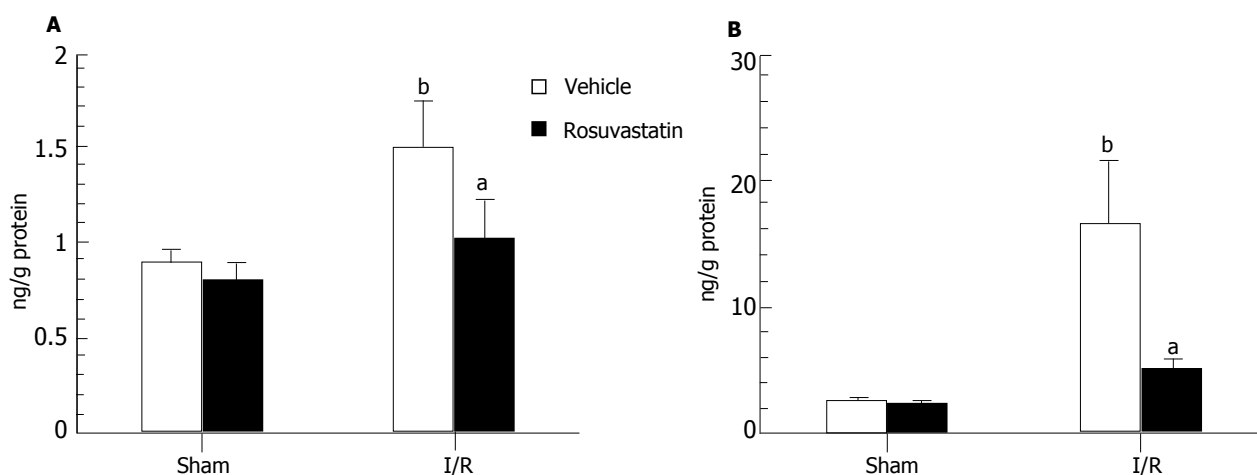 A
2
1.5
1
0.5
0
ng/g protein
b
a
Sham
I/R
Vehicle
Rosuvastatin
B
30
20
10
0
ng/g protein
b
a
Sham
I/R